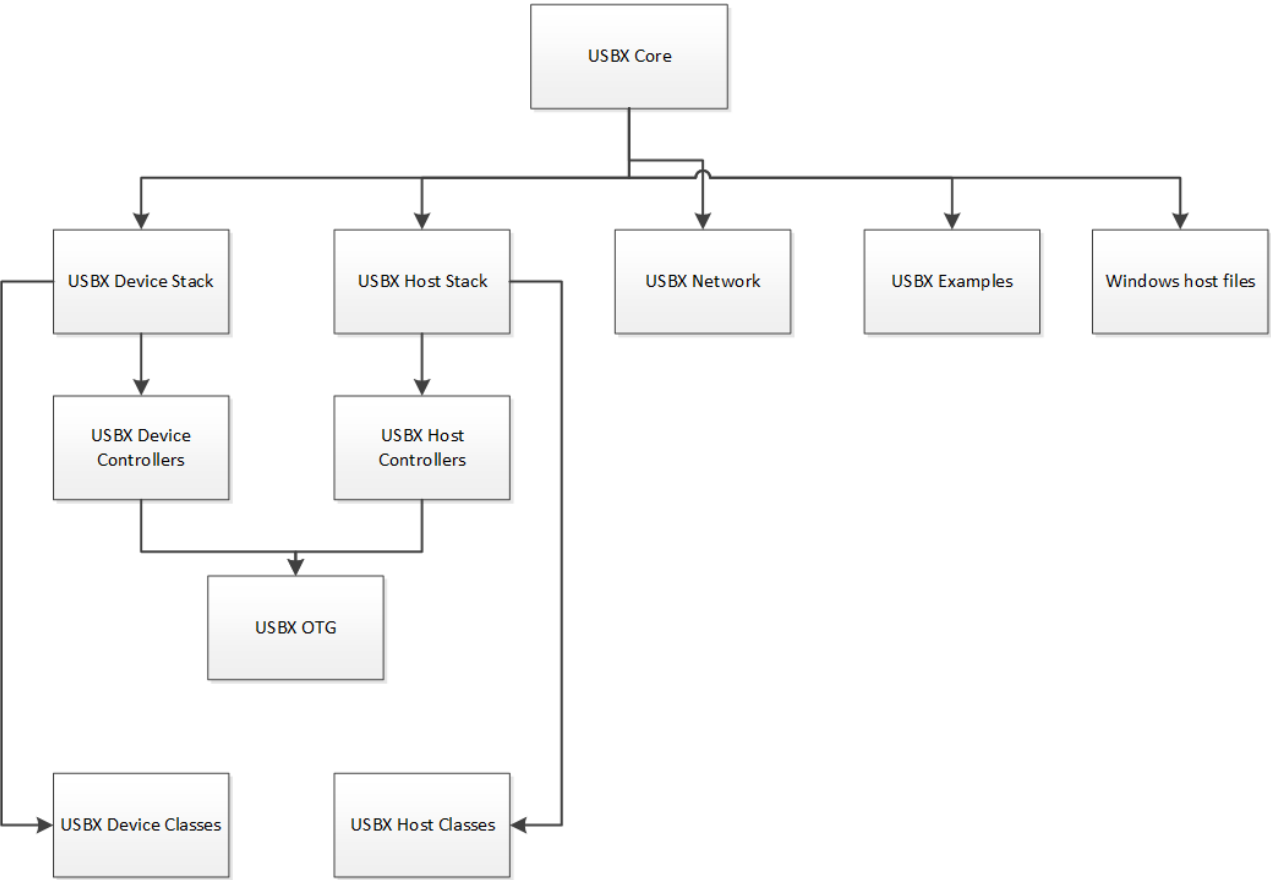 USBX Core
USBX Device Stack
USBX Host Stack
USBX Network
USBX Examples
Windows host files
USBX Device
Controllers
USBX Host
Controllers
USBX OTG
USBX Device Classes
USBX Host Classes